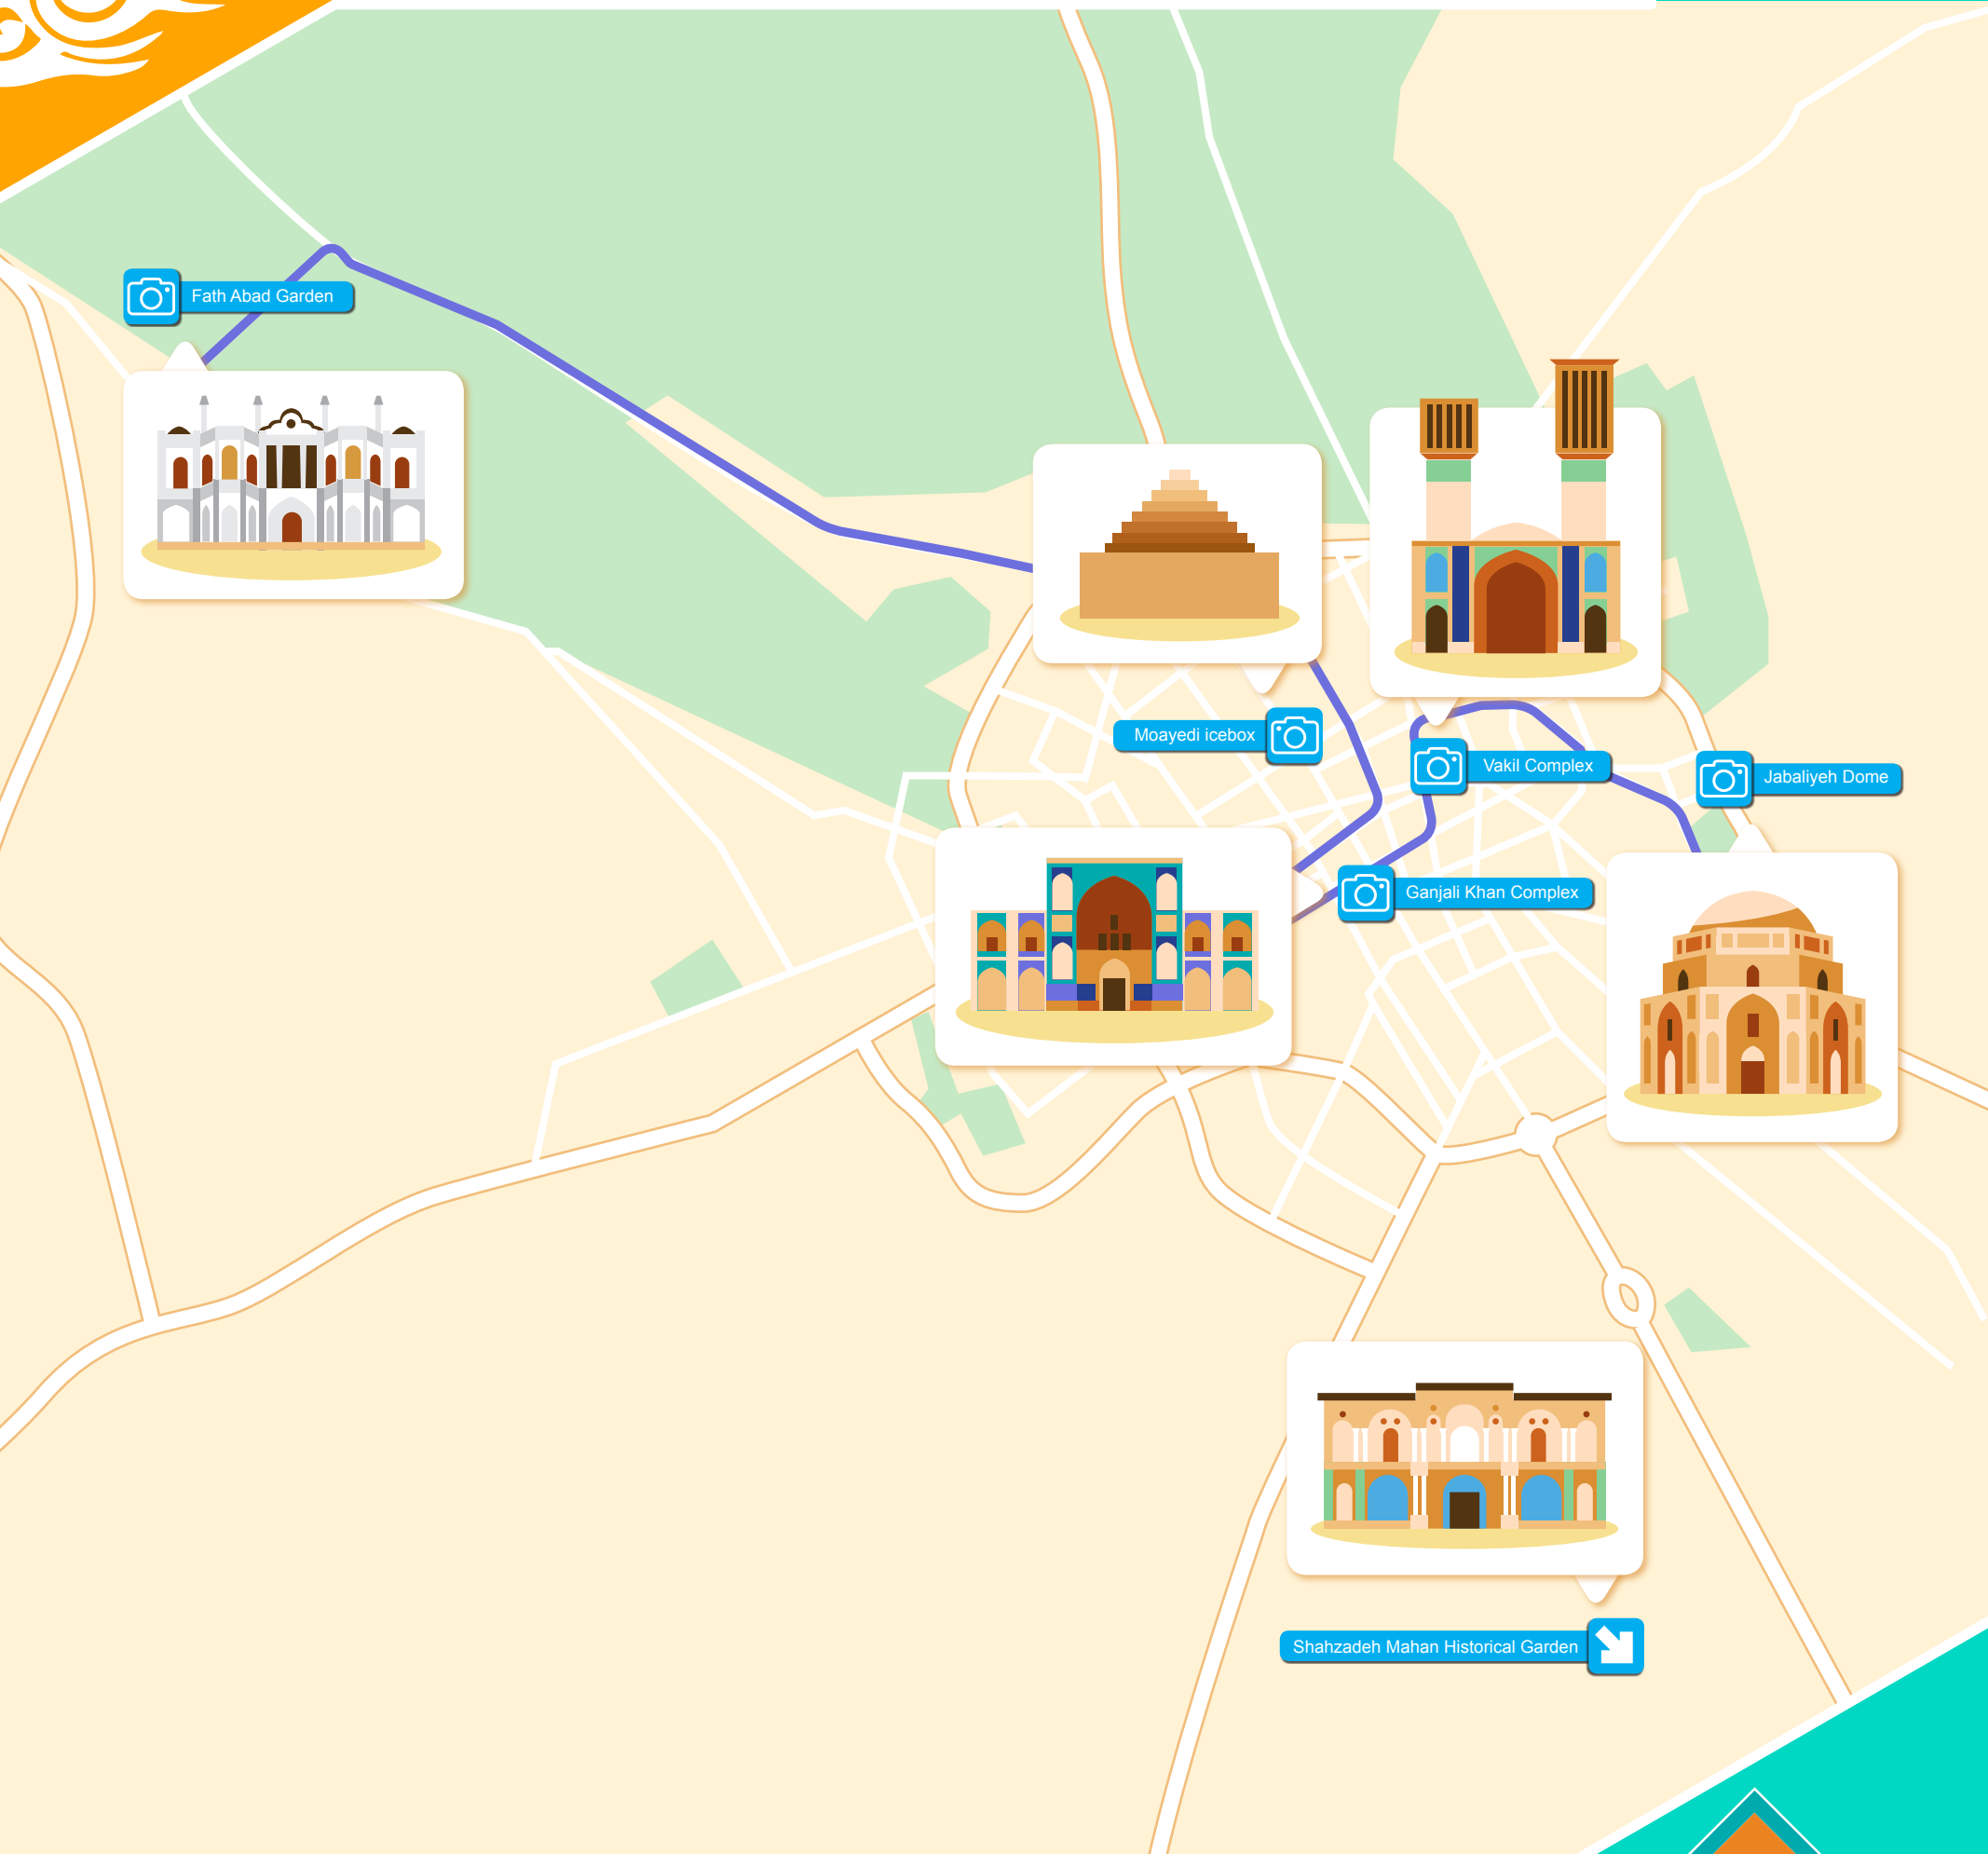 Fath Abad Garden
Moayedi icebox
Vakil Complex
Jabaliyeh Dome
Ganjali Khan Complex
Shahzadeh Mahan Historical Garden